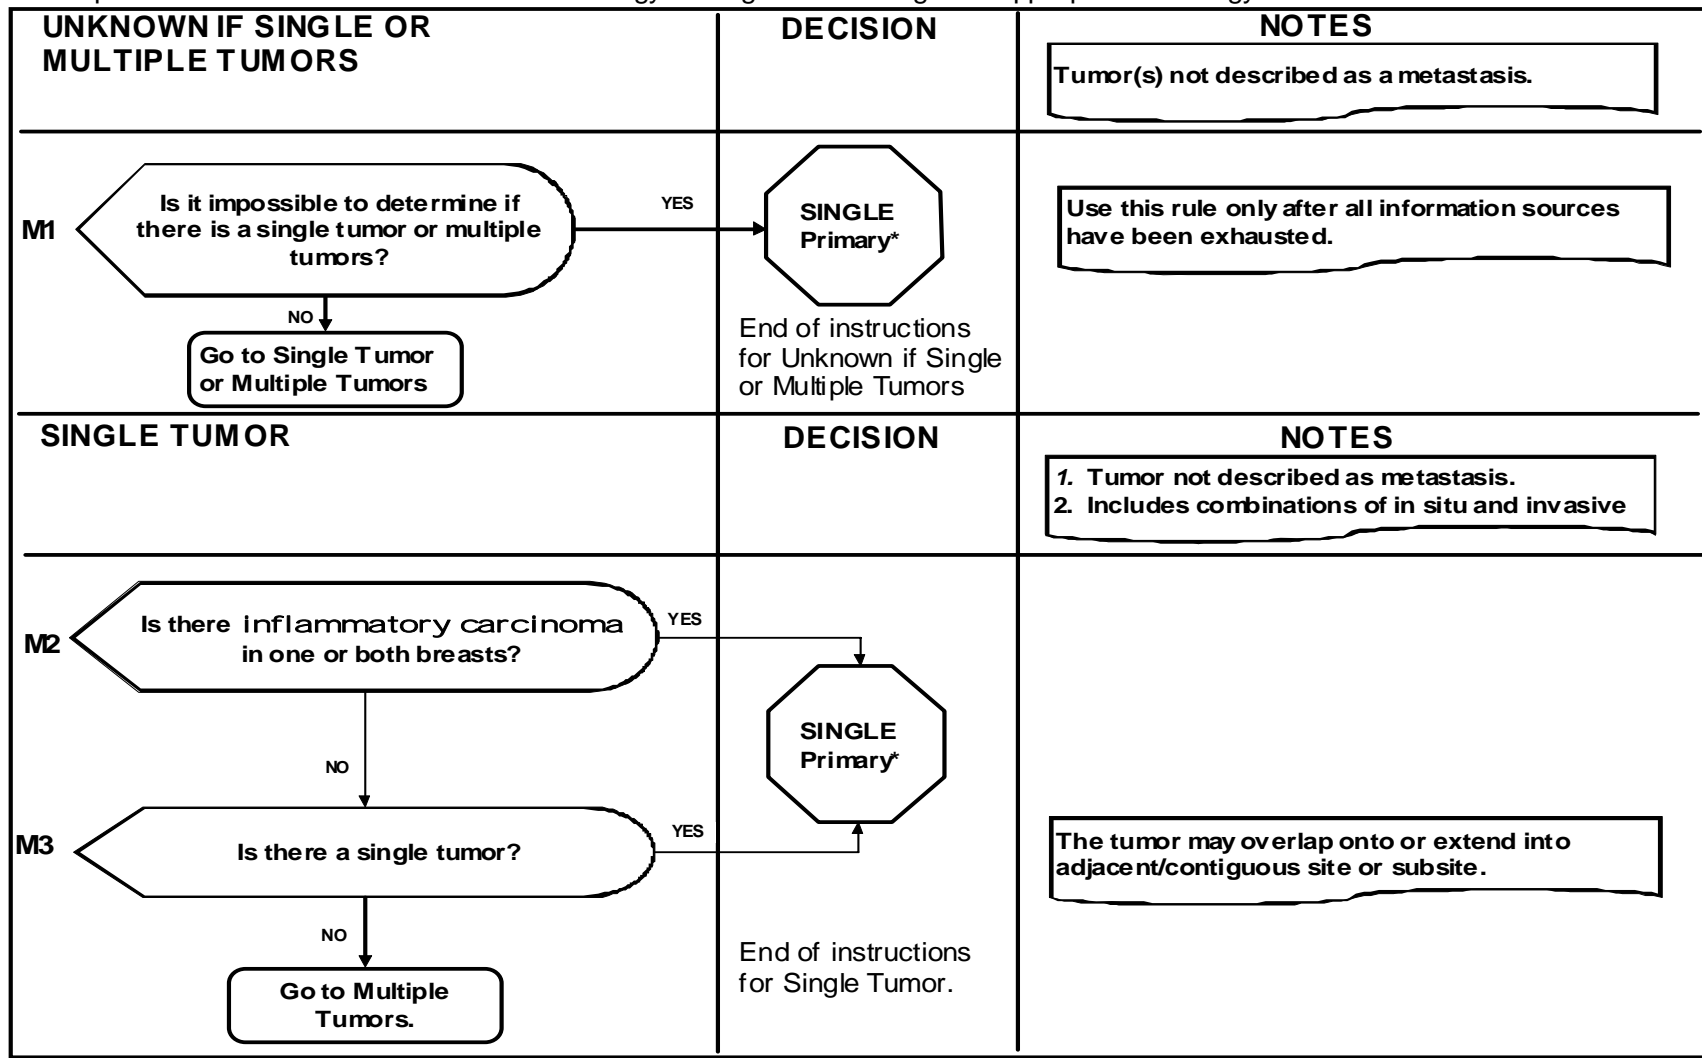 UNKNOWN IF SINGLE OR
MULTIPLE TUMORS
DECISION
NOTES
Tumor(s) not described as a metastasis.
M1
Is it impossible to determine if
there is a single tumor or multiple
tumors?
YES
SINGLE
Primary*
Use this rule only after all information sources
have been exhausted.
NO
Go to Single Tumor
or Multiple Tumors
End of instructions
for Unknown if Single
or Multiple Tumors
SINGLE TUMOR
DECISION
NOTES
1. Tumor not described as metastasis.
2. Includes combinations of in situ and invasive
M2
Is there inflammatory carcinoma
in one or both breasts?
YES
SINGLE
Primary*
NO
M3
Is there a single tumor?
YES
The tumor may overlap onto or extend into
adjacent/contiguous site or subsite.
NO
Go to Multiple
Tumors.
End of instructions
for Single Tumor.